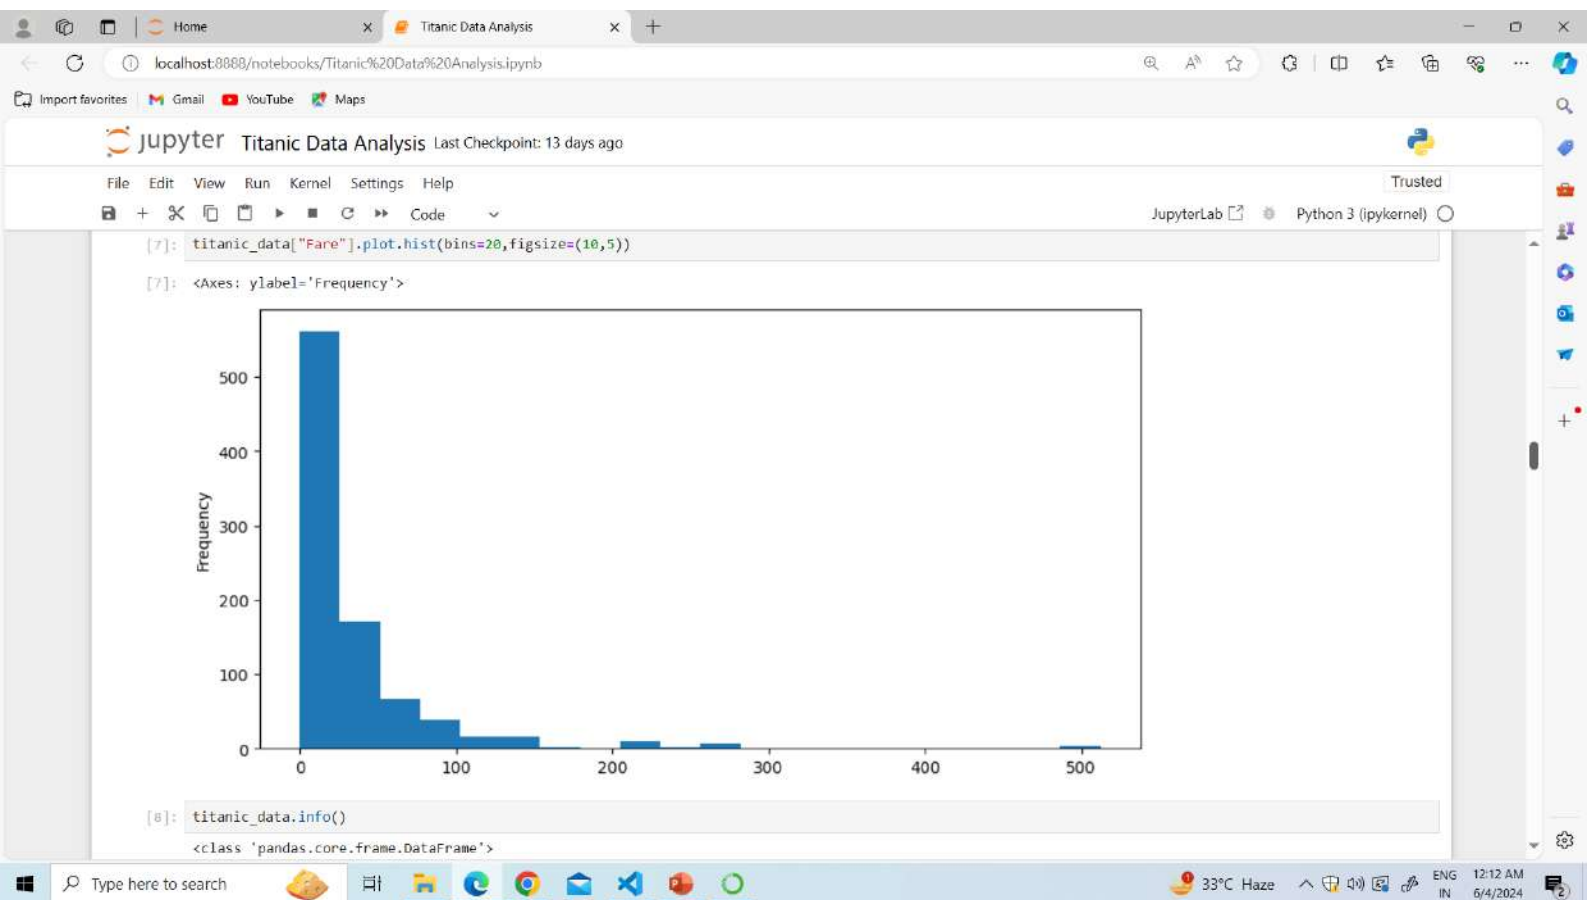 Home
Titanic Data Analysis
localhost:8888/notebooks/Titanic%20Data%20Analysis.ipynb
Import favorites Gmail YouTube Maps
jupyter Titanic Data Analysis Last Checkpoint: 13 days ago
File Edit View Run Kernel Settings Help Trusted
Code JupyterLab Python 3 (ipykernel)
[7]: titanic_data["Fare"].plot.hist(bins=20,figsize=(10,5))
[7]: <Axes: ylabel='Frequency'>
500
400
300
200
100
0
Frequency
0 100 200 300 400 500
[8]: titanic_data.info()
<class 'pandas.core.frame.DataFrame'>
Type here to search 33°C Haze ENG 12:12 AM
IN 6/4/2024